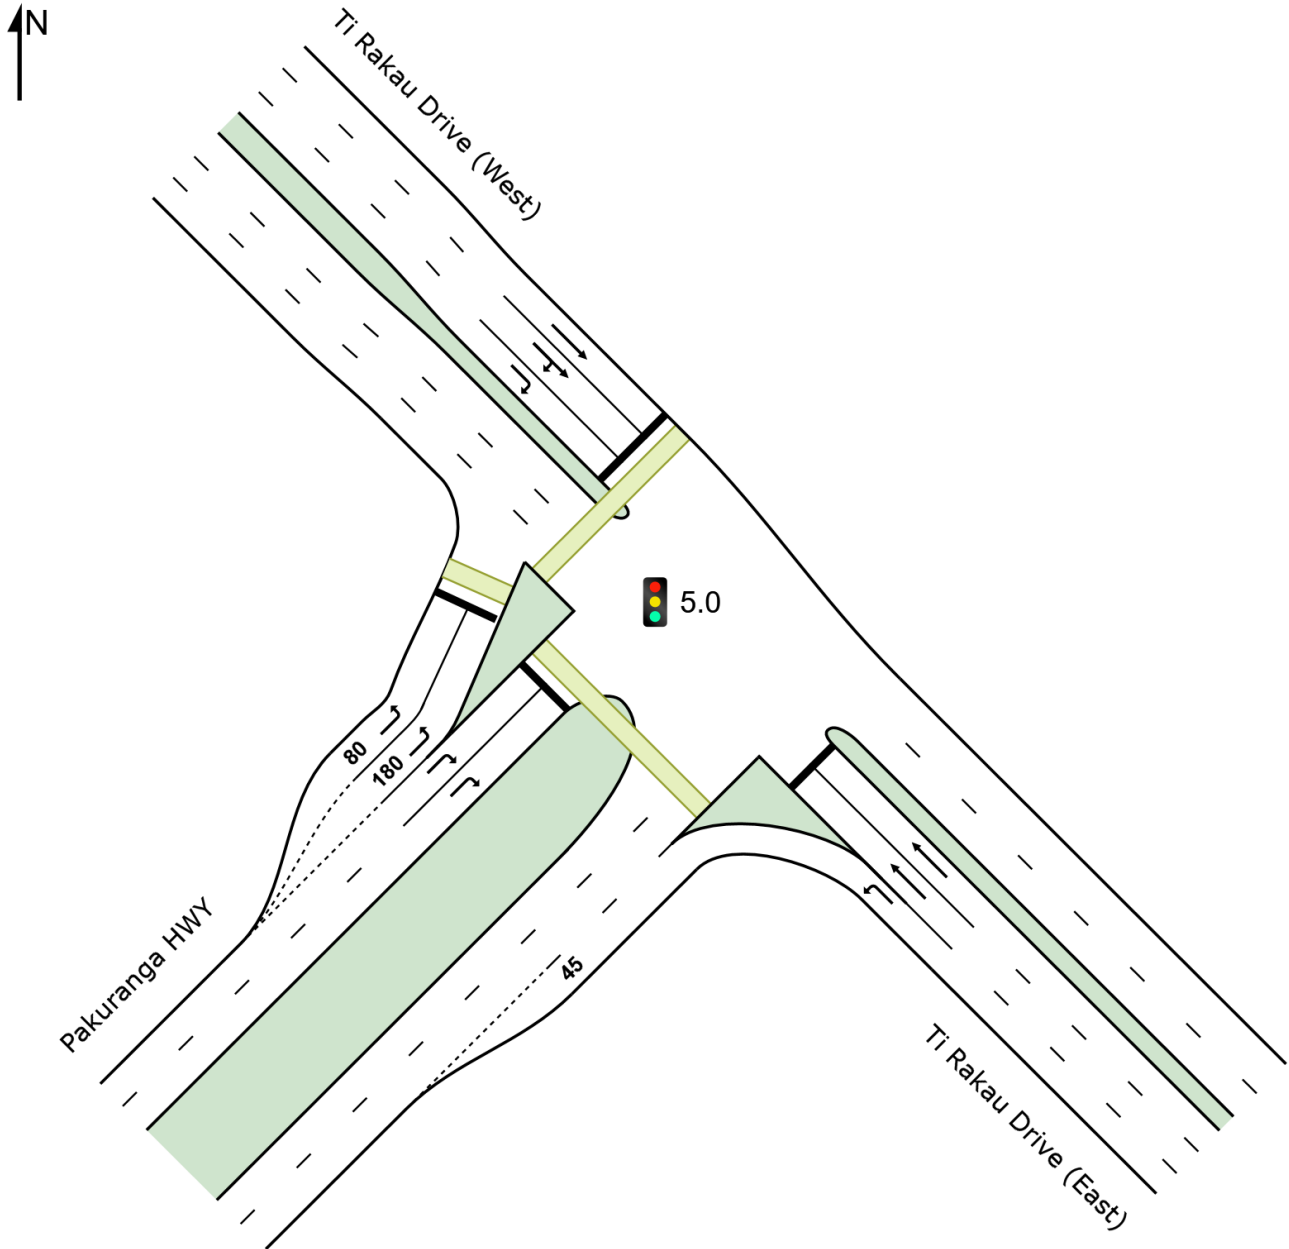 N
Ti Rakau Drive (West)
5.0
80
180
Pakuranga HWY
45
Ti Rakau Drive (East)